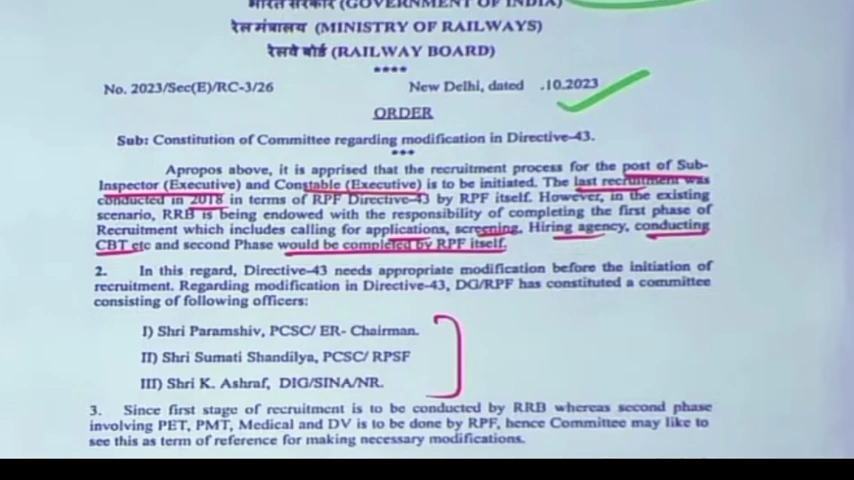 भारत सरकार (GOVERNMENT OF INDIA)
रेल मंत्रालय (MINISTRY OF RAILWAYS)
रेलवे बोर्ड (RAILWAY BOARD)
****
No. 2023/Sec(E)/RC-3/26 New Delhi, dated .10.2023
ORDER
Sub: Constitution of Committee regarding modification in Directive-43.
***
Apropos above, it is apprised that the recruitment process for the post of Sub-
Inspector (Executive) and Constable (Executive) is to be initiated. The last recruitment was
conducted in 2018 in terms of RPF Directive-43 by RPF itself. However, in the existing
scenario, RRB is being endowed with the responsibility of completing the first phase of
Recruitment which includes calling for applications, screening, Hiring agency, conducting
CBT etc and second Phase would be completed by RPF itself.
2. In this regard, Directive-43 needs appropriate modification before the initiation of
recruitment. Regarding modification in Directive-43, DG/RPF has constituted a committee
consisting of following officers:
I) Shri Paramshiv, PCSC/ ER- Chairman.
II) Shri Sumati Shandilya, PCSC/ RPSF
III) Shri K. Ashraf, DIG/SINA/NR.
3. Since first stage of recruitment is to be conducted by RRB whereas second phase
involving PET, PMT, Medical and DV is to be done by RPF, hence Committee may like to
see this as term of reference for making necessary modifications.